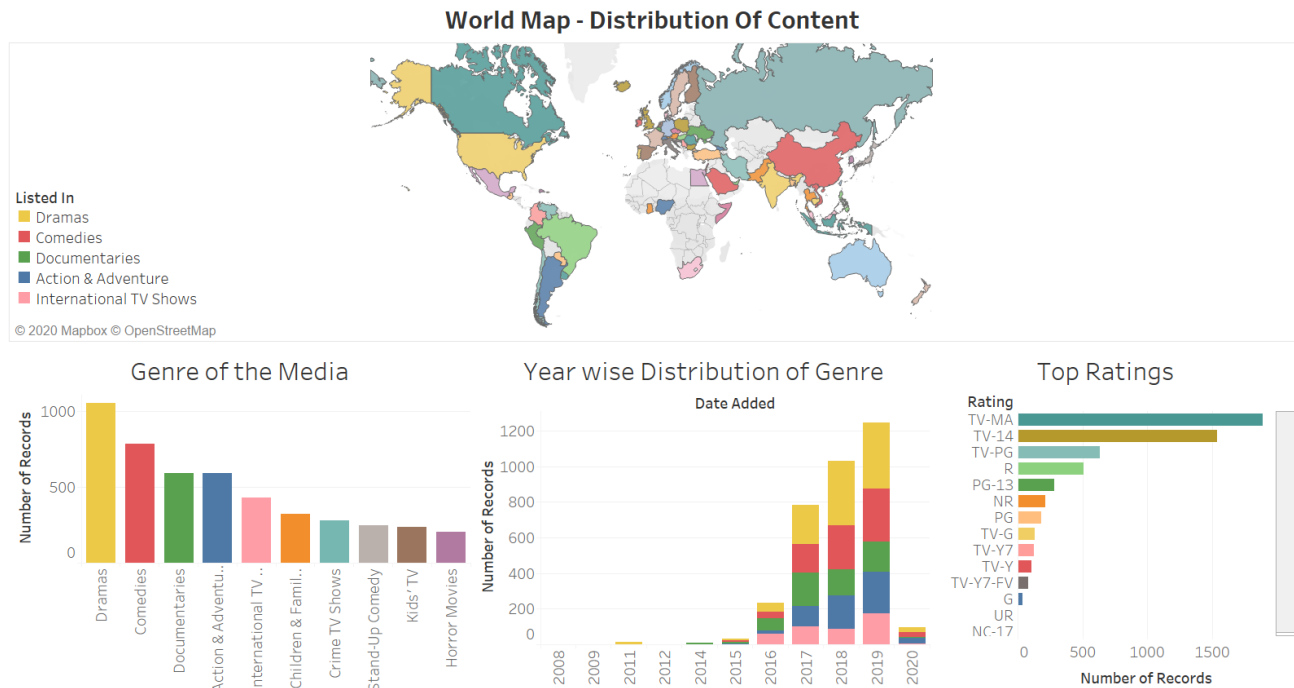 World Map - Distribution Of Content
Listed In
Dramas
Comedies
Documentaries
Action & Adventure
International TV Shows
© 2020 Mapbox © OpenStreetMap
Genre of the Media
Number of Records
1000
500
0
Dramas
Comedies
Documentaries
Action & Adventu..
International TV ..
Children & Famil..
Crime TV Shows
Stand-Up Comedy
Kids' TV
Horror Movies
Year wise Distribution of Genre
Date Added
Number of Records
1200
1000
800
600
400
200
0
2008
2009
2011
2012
2014
2015
2016
2017
2018
2019
2020
Top Ratings
Rating
TV-MA
TV-14
TV-PG
R
PG-13
NR
PG
TV-G
TV-Y7
TV-Y
TV-Y7-FV
G
UR
NC-17
0
500
1000
1500
Number of Records